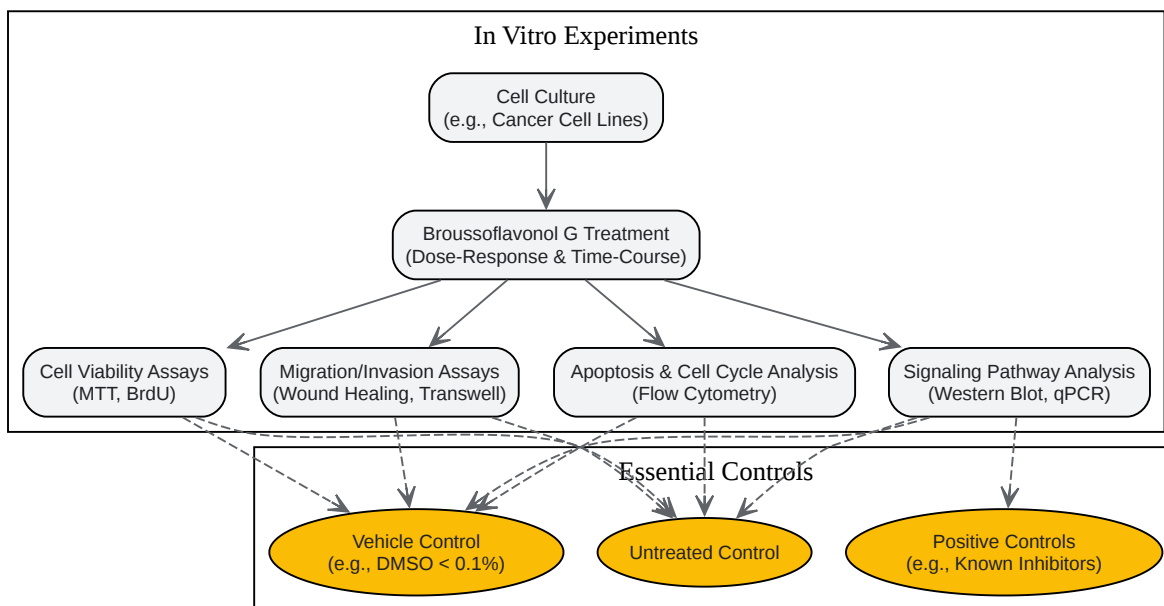 In Vitro Experiments
Cell Culture
(e.g., Cancer Cell Lines)
Broussoflavonol G Treatment
(Dose-Response & Time-Course)
Cell Viability Assays
(MTT, BrdU)
Migration/Invasion Assays
(Wound Healing, Transwell)
Apoptosis & Cell Cycle Analysis
(Flow Cytometry)
Signaling Pathway Analysis
(Western Blot, qPCR)
Essential Controls
Vehicle Control
(e.g., DMSO < 0.1%)
Untreated Control
Positive Controls
(e.g., Known Inhibitors)